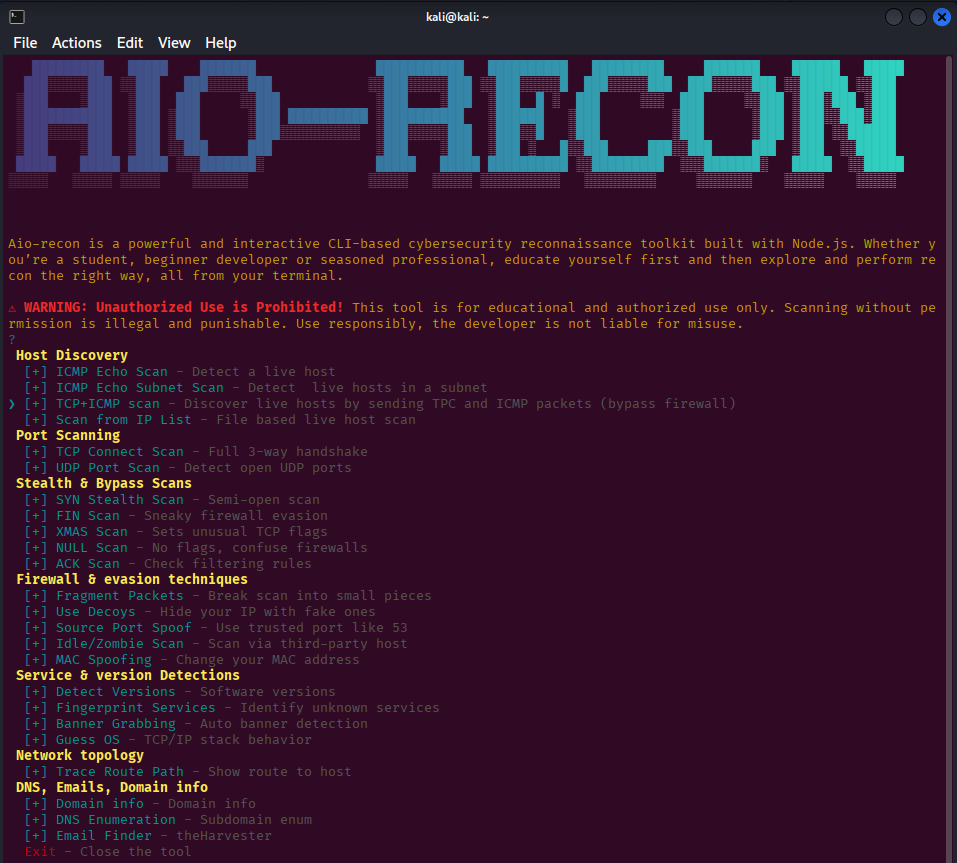 kali@kali: ~
File Actions Edit View Help
AIO-RECON
Aio-recon is a powerful and interactive CLI-based cybersecurity reconnaissance toolkit built with Node.js. Whether y
ou're a student, beginner developer or seasoned professional, educate yourself first and then explore and perform re
con the right way, all from your terminal.
⚠ WARNING: Unauthorized Use is Prohibited! This tool is for educational and authorized use only. Scanning without pe
rmission is illegal and punishable. Use responsibly, the developer is not liable for misuse.
?
Host Discovery
[+] ICMP Echo Scan - Detect a live host
[+] ICMP Echo Subnet Scan - Detect  live hosts in a subnet
❯ [+] TCP+ICMP scan - Discover live hosts by sending TPC and ICMP packets (bypass firewall)
[+] Scan from IP List - File based live host scan
Port Scanning
[+] TCP Connect Scan - Full 3-way handshake
[+] UDP Port Scan - Detect open UDP ports
Stealth & Bypass Scans
[+] SYN Stealth Scan - Semi-open scan
[+] FIN Scan - Sneaky firewall evasion
[+] XMAS Scan - Sets unusual TCP flags
[+] NULL Scan - No flags, confuse firewalls
[+] ACK Scan - Check filtering rules
Firewall & evasion techniques
[+] Fragment Packets - Break scan into small pieces
[+] Use Decoys - Hide your IP with fake ones
[+] Source Port Spoof - Use trusted port like 53
[+] Idle/Zombie Scan - Scan via third-party host
[+] MAC Spoofing - Change your MAC address
Service & version Detections
[+] Detect Versions - Software versions
[+] Fingerprint Services - Identify unknown services
[+] Banner Grabbing - Auto banner detection
[+] Guess OS - TCP/IP stack behavior
Network topology
[+] Trace Route Path - Show route to host
DNS, Emails, Domain info
[+] Domain info - Domain info
[+] DNS Enumeration - Subdomain enum
[+] Email Finder - theHarvester
Exit - Close the tool